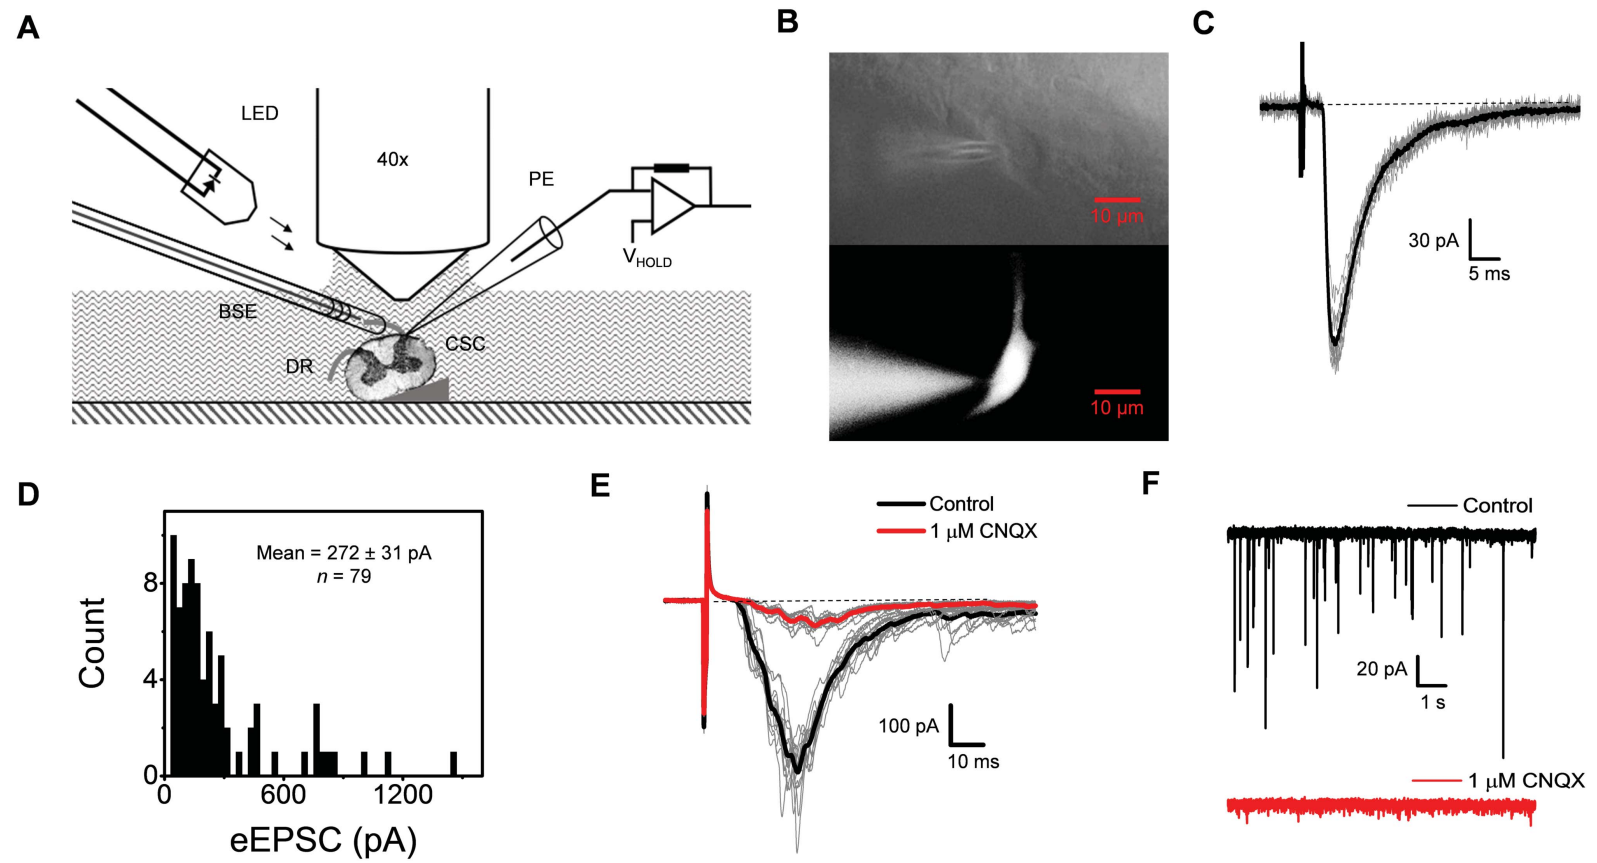 A
LED
40x
PE
VHOLD
BSE
CSC
DR
B
10 µm
10 µm
C
30 pA
5 ms
D
Mean = 272 ± 31 pA
n = 79
Count
8
4
0
0
600
1200
eEPSC (pA)
E
Control
1 µM CNQX
100 pA
10 ms
F
Control
20 pA
1 s
1 µM CNQX